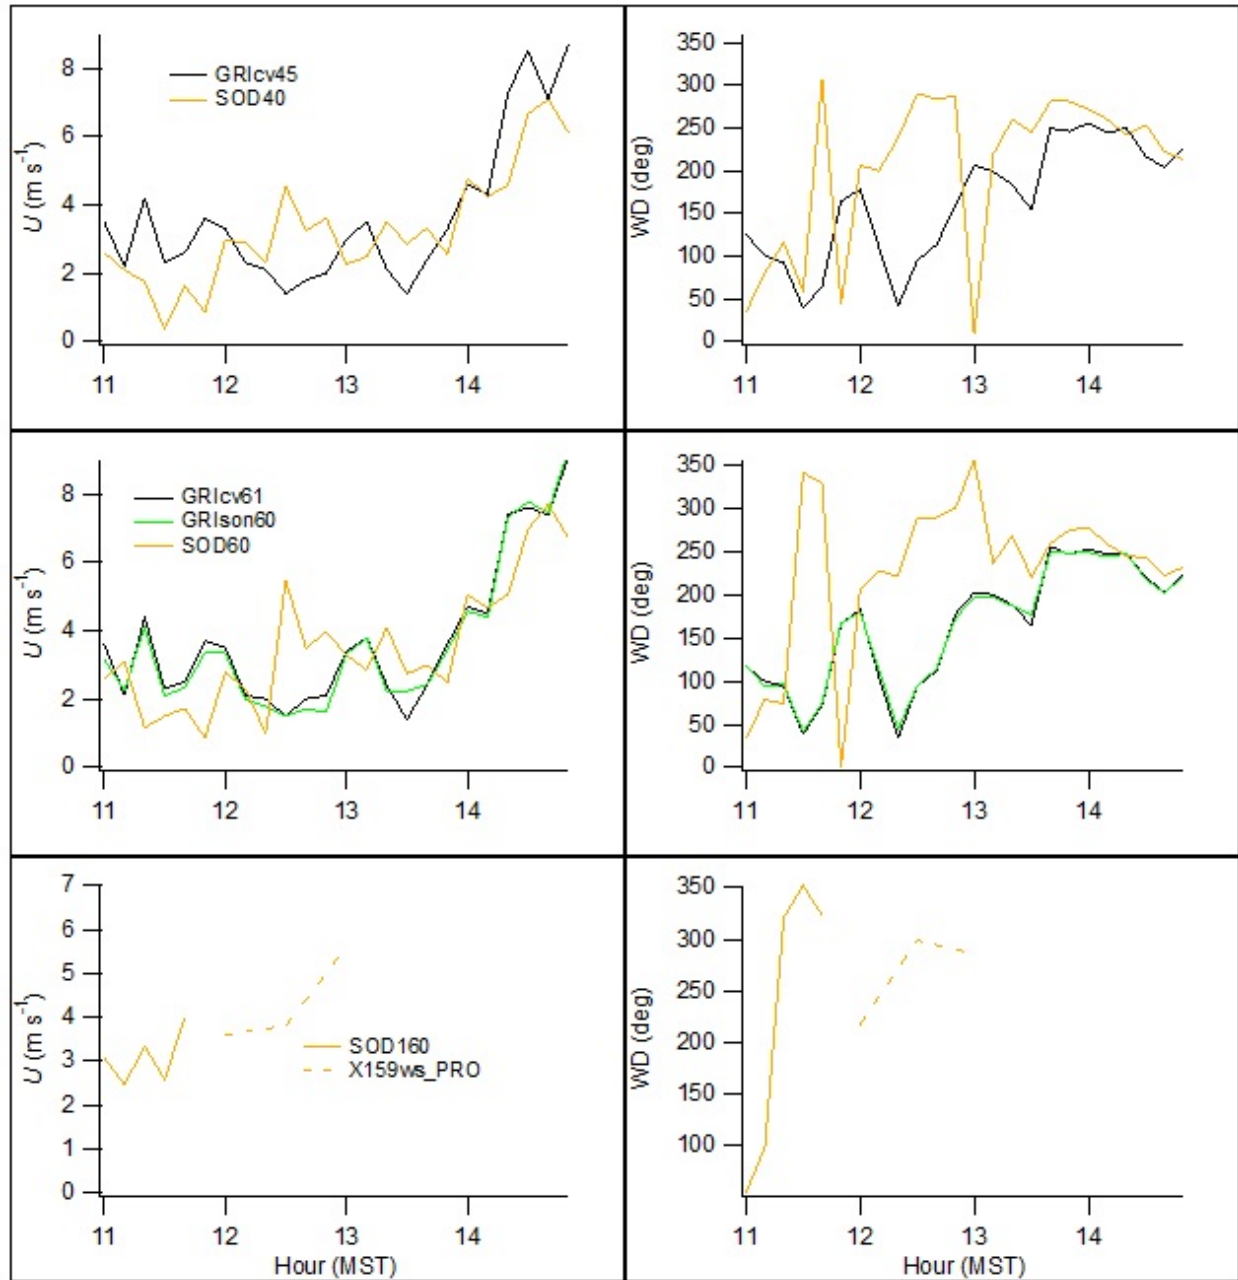 U (m s⁻¹)
8
6
4
2
0
GRIcv45
SOD40
11 12 13 14
WD (deg)
350
300
250
200
150
100
50
0
11 12 13 14
U (m s⁻¹)
8
6
4
2
0
GRIcv61
GRIson60
SOD60
11 12 13 14
WD (deg)
350
300
250
200
150
100
50
0
11 12 13 14
U (m s⁻¹)
7
6
5
4
3
2
1
0
SOD160
X159ws_PRO
11 12 13 14
Hour (MST)
WD (deg)
350
300
250
200
150
100
11 12 13 14
Hour (MST)